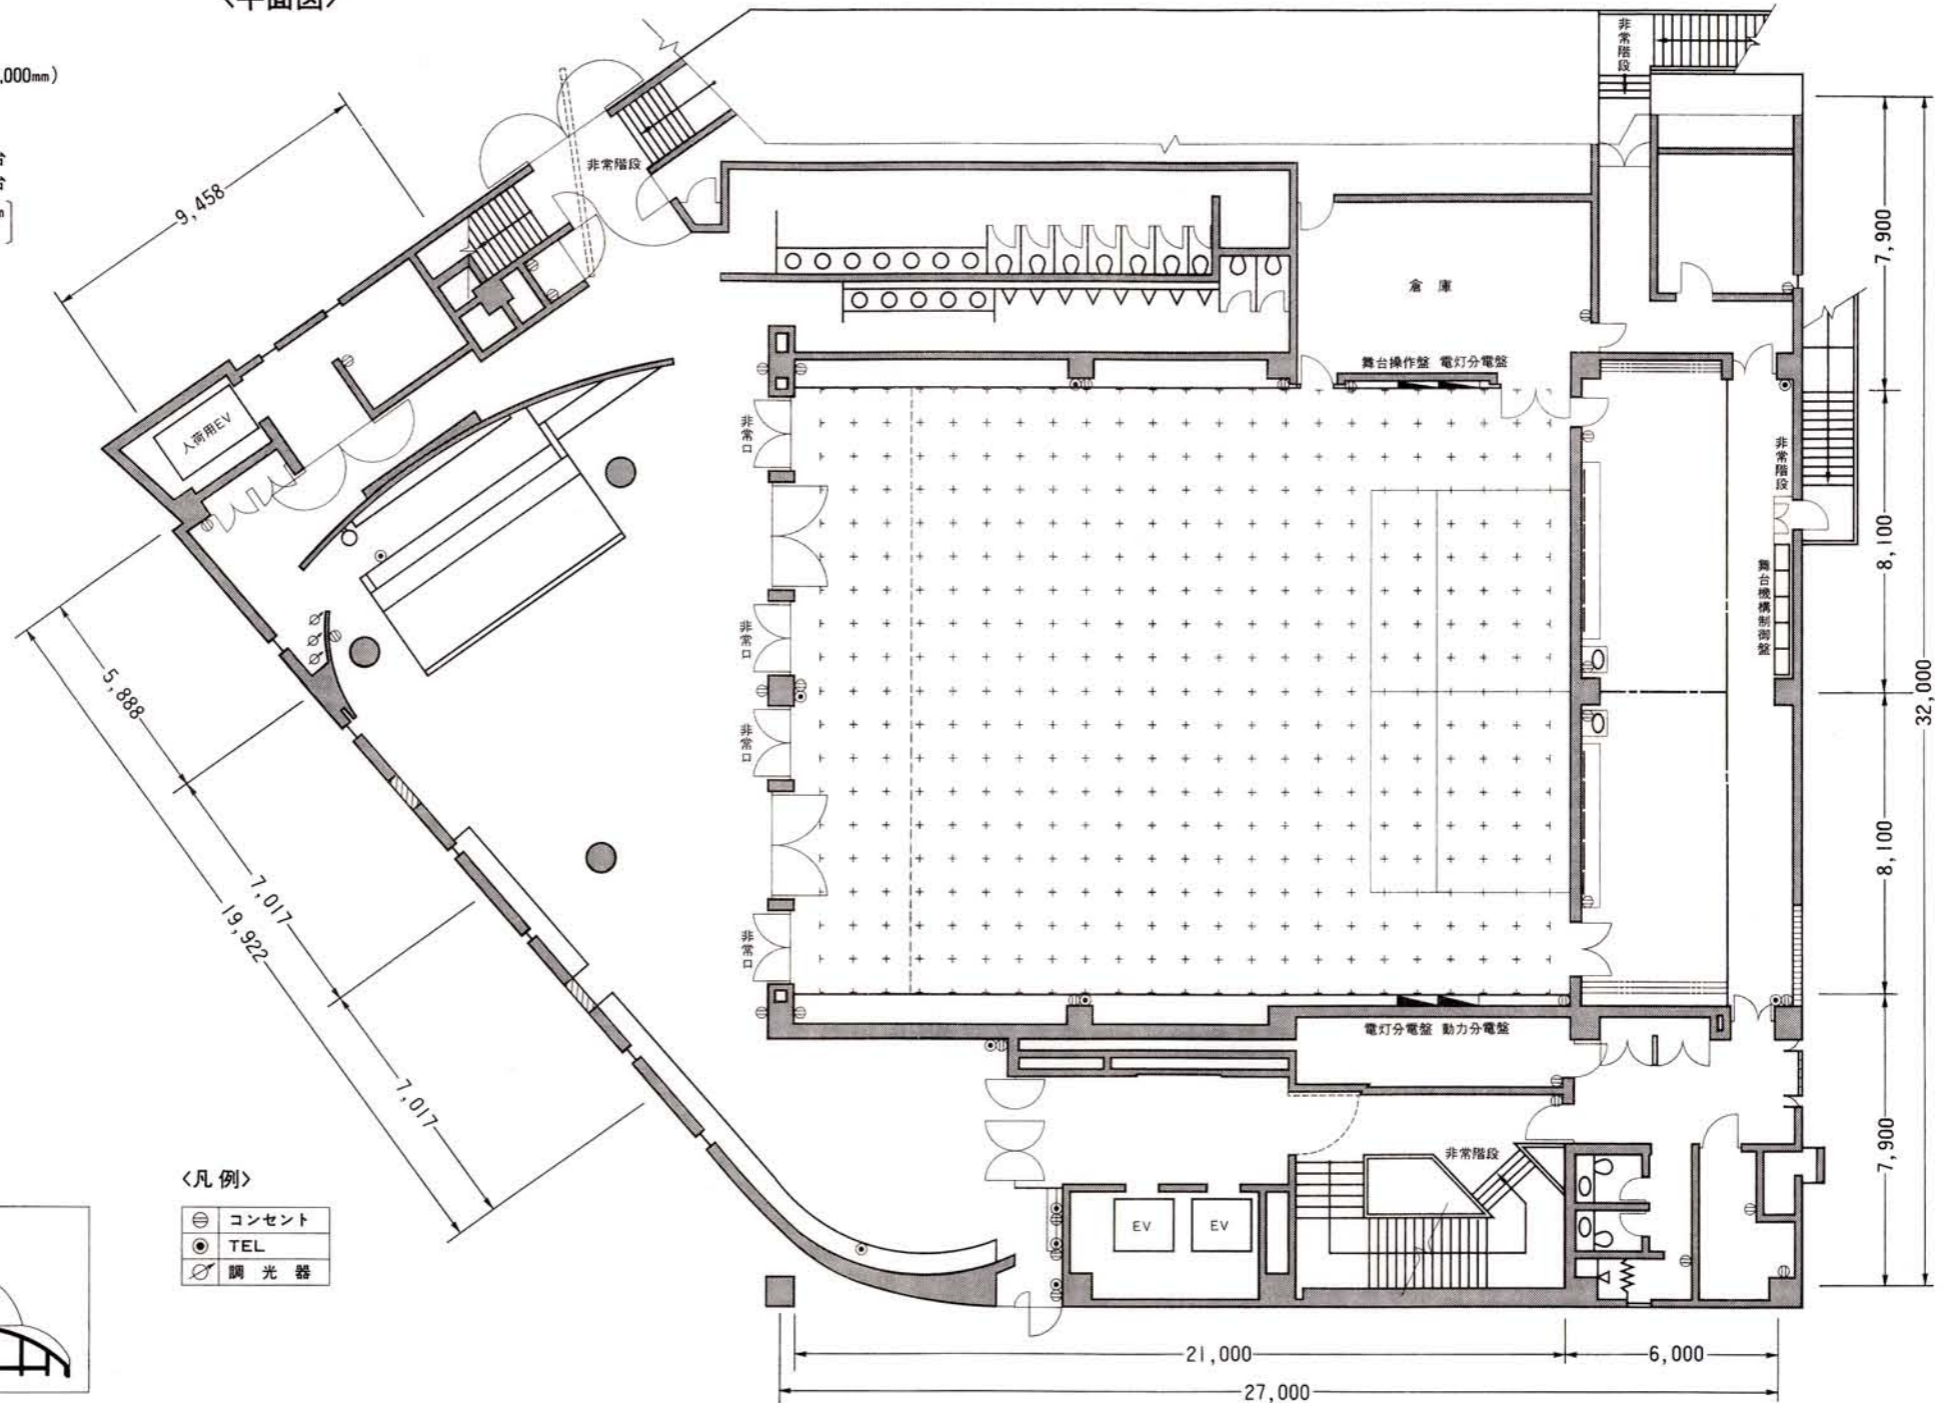 〈平面図〉
,000mm)
非常階段
非常階段
9,458
人荷用EV
倉庫
舞台操作盤 電灯分電盤
非常口
非常口
非常口
非常口
非常階段
舞台機構制御盤
7,900
8,100
8,100
7,900
32,000
5,888
7,017
19,922
7,017
電灯分電盤 動力分電盤
非常階段
EV
EV
〈凡例〉
コンセント
TEL
調光器
21,000
6,000
27,000